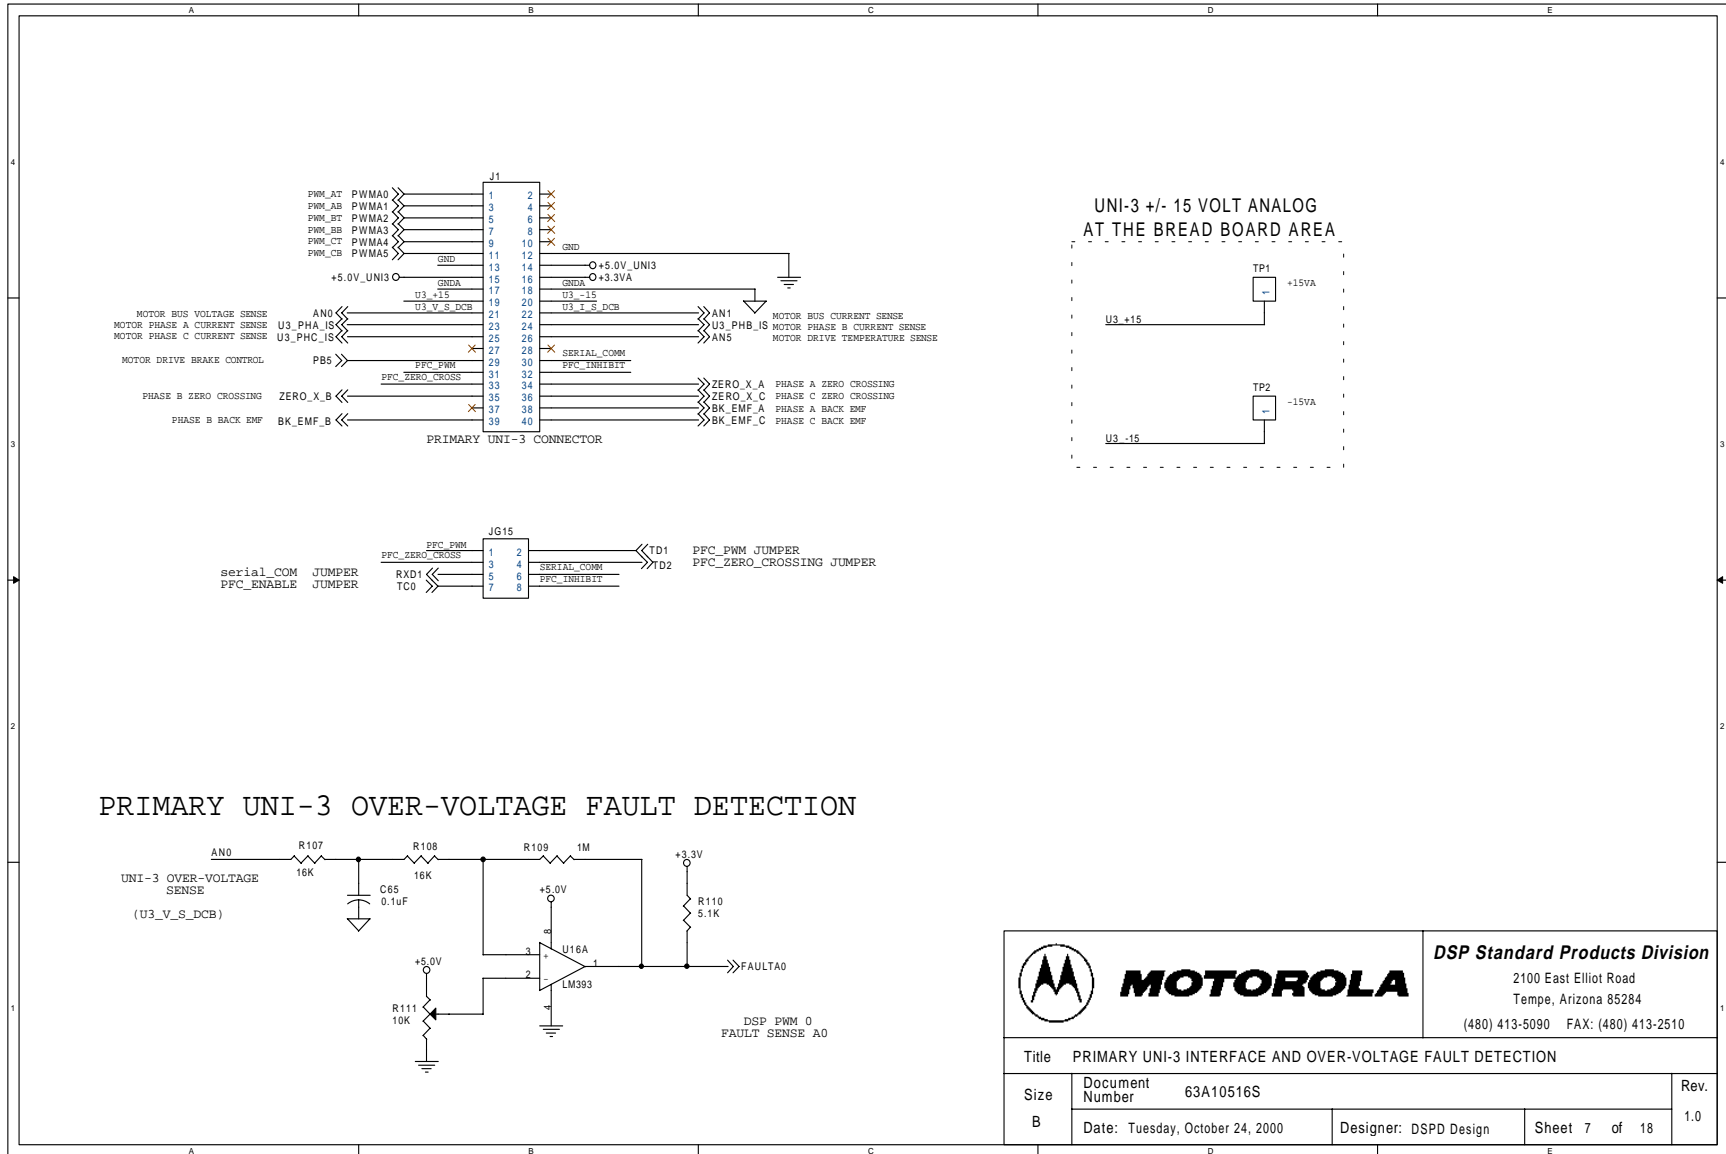 A B C D E
4 4
3 3
2 2
1 1
J1
PWM_AT PWMA0 1 2
PWM_AB PWMA1 3 4
PWM_BT PWMA2 5 6
PWM_BB PWMA3 7 8
PWM_CT PWMA4 9 10
PWM_CB PWMA5 11 12 GND
GND 13 14 +5.0V_UNI3
+5.0V_UNI3 15 16 +3.3VA
GNDA 17 18 GNDA
U3_+15 19 20 U3_-15
MOTOR BUS VOLTAGE SENSE AN0 U3_V_S_DCB 21 22 U3_I_S_DCB AN1 MOTOR BUS CURRENT SENSE
MOTOR PHASE A CURRENT SENSE U3_PHA_IS 23 24 U3_PHB_IS MOTOR PHASE B CURRENT SENSE
MOTOR PHASE C CURRENT SENSE U3_PHC_IS 25 26 AN5 MOTOR DRIVE TEMPERATURE SENSE
27 28
MOTOR DRIVE BRAKE CONTROL PB5 29 30 SERIAL_COMM
PFC_PWM 31 32 PFC_INHIBIT
PFC_ZERO_CROSS 33 34 ZERO_X_A PHASE A ZERO CROSSING
PHASE B ZERO CROSSING ZERO_X_B 35 36 ZERO_X_C PHASE C ZERO CROSSING
37 38 BK_EMF_A PHASE A BACK EMF
PHASE B BACK EMF BK_EMF_B 39 40 BK_EMF_C PHASE C BACK EMF
PRIMARY UNI-3 CONNECTOR
UNI-3 +/- 15 VOLT ANALOG
AT THE BREAD BOARD AREA
TP1
1 +15VA
U3_+15
TP2
1 -15VA
U3_-15
JG15
PFC_PWM 1 2 TD1 PFC_PWM JUMPER
PFC_ZERO_CROSS 3 4 TD2 PFC_ZERO_CROSSING JUMPER
serial_COM JUMPER RXD1 5 6 SERIAL_COMM
PFC_ENABLE JUMPER TC0 7 8 PFC_INHIBIT
PRIMARY UNI-3 OVER-VOLTAGE FAULT DETECTION
AN0 R107 16K R108 16K R109 1M
UNI-3 OVER-VOLTAGE
SENSE
(U3_V_S_DCB)
C65
0.1uF
+3.3V
R110
5.1K
+5.0V
8
U16A
3 +
2 -
1
4
LM393
FAULTA0
+5.0V
R111
10K
DSP PWM 0
FAULT SENSE A0
MOTOROLA
DSP Standard Products Division
2100 East Elliot Road
Tempe, Arizona 85284
(480) 413-5090 FAX: (480) 413-2510
Title PRIMARY UNI-3 INTERFACE AND OVER-VOLTAGE FAULT DETECTION
Size
B
Document
Number 63A10516S
Rev.
1.0
Date: Tuesday, October 24, 2000 Designer: DSPD Design Sheet 7 of 18
A B C D E